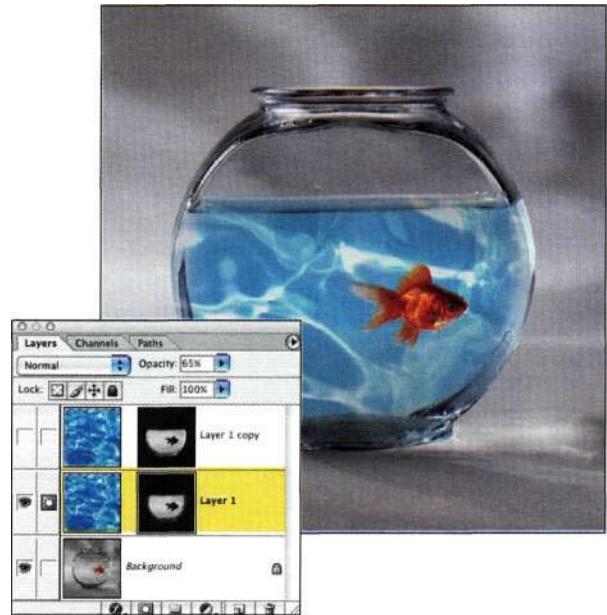 Layers Channels Paths
Normal Opacity: 65%
Lock: Fill: 100%
Layer 1 copy
Layer 1
Background